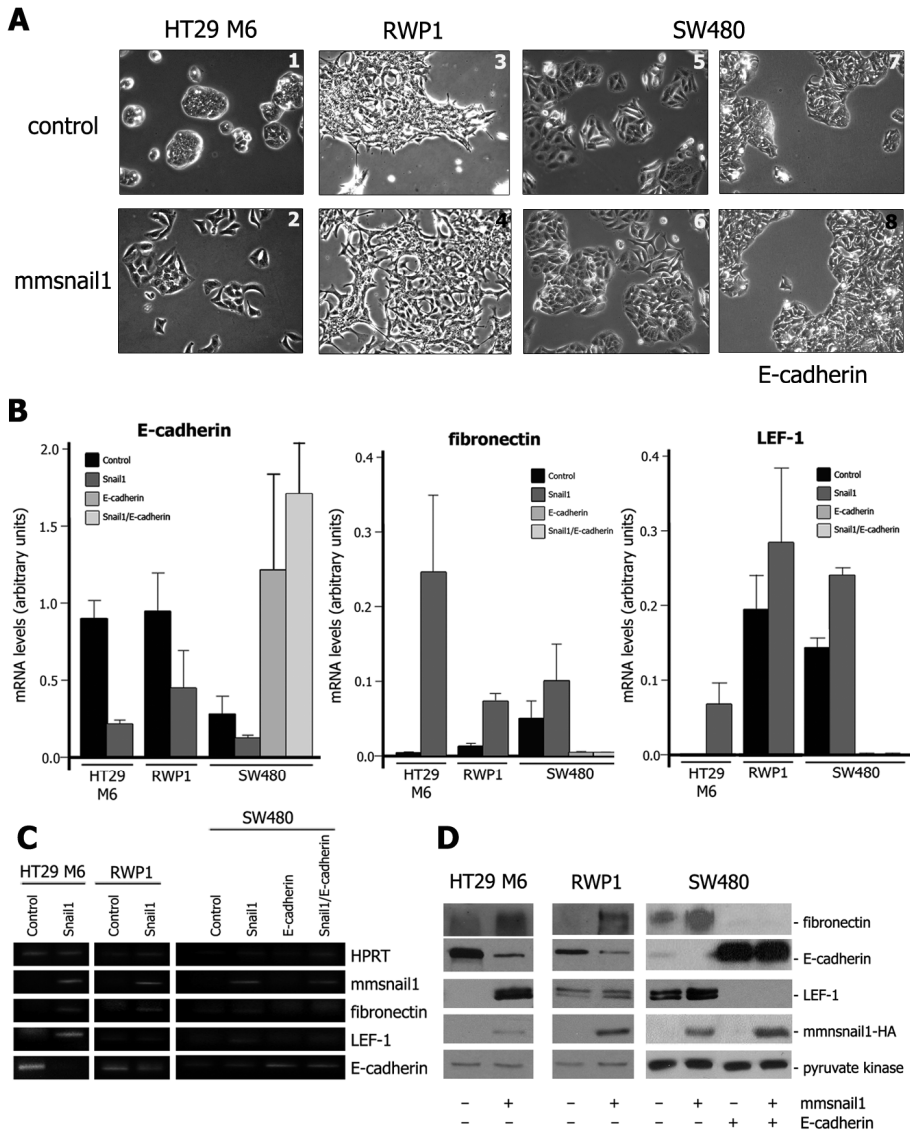 A
HT29 M6 RWP1 SW480
control
1 3 5 7
mmsnail1
2 4 6 8
E-cadherin
B
E-cadherin
mRNA levels (arbitrary units)
2.0
1.5
1.0
0.5
0.0
Control
Snail1
E-cadherin
Snail1/E-cadherin
HT29 M6 RWP1 SW480
fibronectin
mRNA levels (arbitrary units)
0.4
0.3
0.2
0.1
0.0
Control
Snail1
E-cadherin
Snail1/E-cadherin
HT29 M6 RWP1 SW480
LEF-1
mRNA levels (arbitrary units)
0.4
0.3
0.2
0.1
0.0
Control
Snail1
E-cadherin
Snail1/E-cadherin
HT29 M6 RWP1 SW480
C
SW480
HT29 M6 RWP1
Control Snail1 Control Snail1 Control Snail1 E-cadherin Snail1/E-cadherin
HPRT
mmsnail1
fibronectin
LEF-1
E-cadherin
D
HT29 M6 RWP1 SW480
- fibronectin
- E-cadherin
- LEF-1
- mmnsnail1-HA
- pyruvate kinase
– + – + – + – + mmsnail1
– – + + E-cadherin